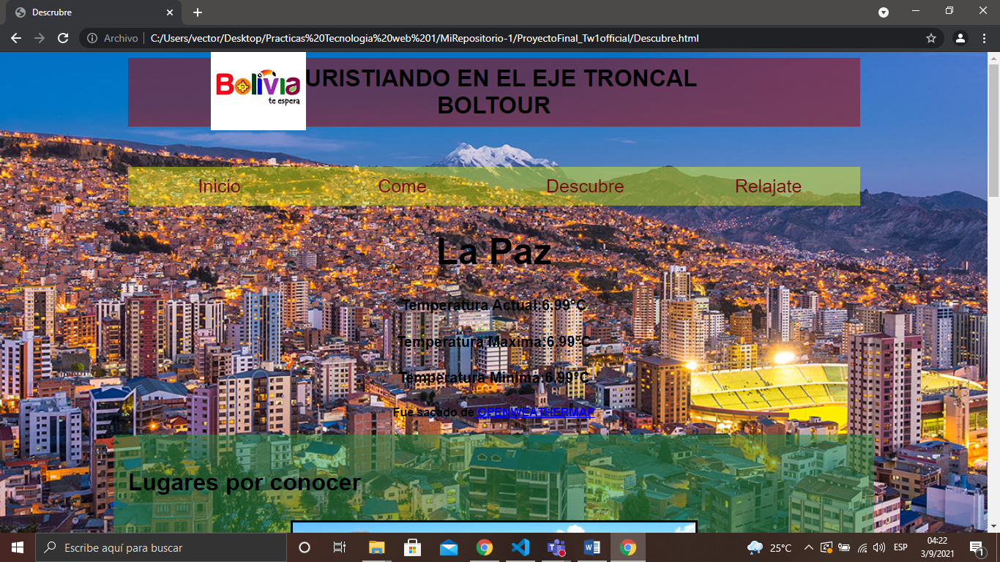 Descrubre
Archivo
C:/Users/vector/Desktop/Practicas%20Tecnologia%20web%201/MiRepositorio-1/ProyectoFinal_Tw1official/Descubre.html
Bolivia
te espera
URISTIANDO EN EL EJE TRONCAL
BOLTOUR
Inicio Come Descubre Relajate
La Paz
Temperatura Actual:6.99°C
Temperatura Maxima:6.99°C
Temperatura Minima:6.99°C
Fue sacado de OPENWEATHERMAP
Lugares por conocer
Escribe aquí para buscar
25°C
ESP
04:22
3/9/2021
1